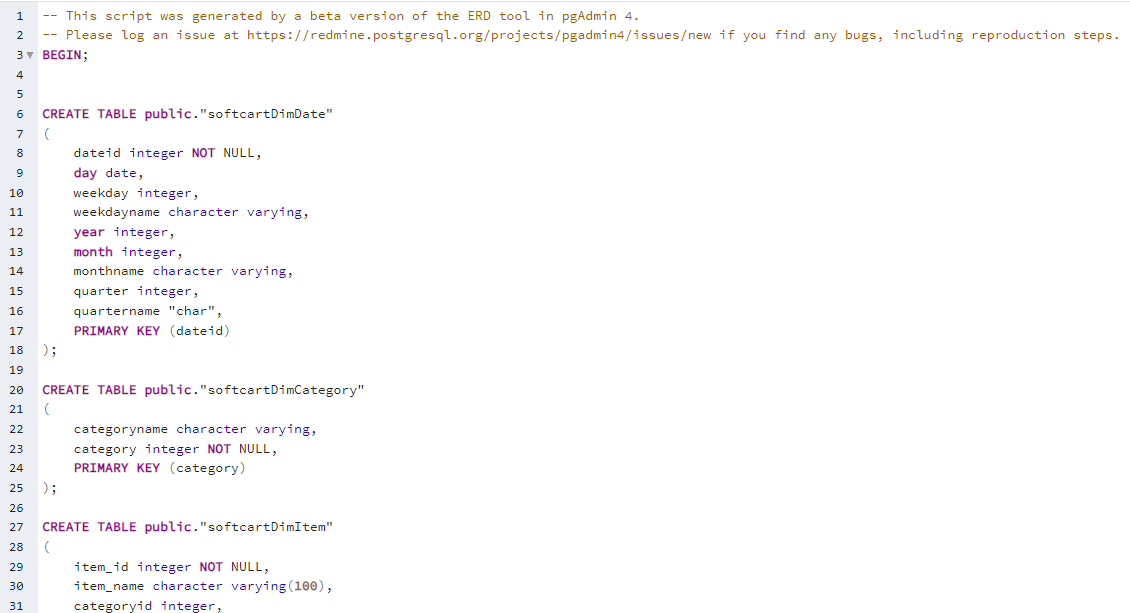 1 -- This script was generated by a beta version of the ERD tool in pgAdmin 4.
2 -- Please log an issue at https://redmine.postgresql.org/projects/pgadmin4/issues/new if you find any bugs, including reproduction steps.
3 BEGIN;
4
5
6 CREATE TABLE public."softcartDimDate"
7 (
8     dateid integer NOT NULL,
9     day date,
10     weekday integer,
11     weekdayname character varying,
12     year integer,
13     month integer,
14     monthname character varying,
15     quarter integer,
16     quartername "char",
17     PRIMARY KEY (dateid)
18 );
19
20 CREATE TABLE public."softcartDimCategory"
21 (
22     categoryname character varying,
23     category integer NOT NULL,
24     PRIMARY KEY (category)
25 );
26
27 CREATE TABLE public."softcartDimItem"
28 (
29     item_id integer NOT NULL,
30     item_name character varying(100),
31     categoryid integer,